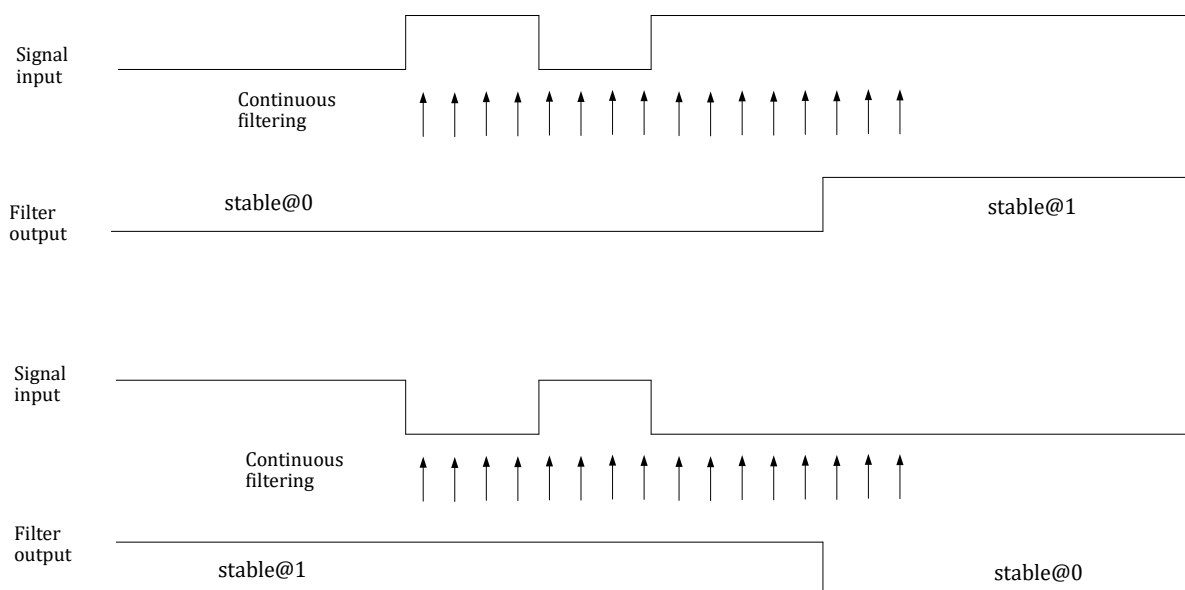 Signal
input
Continuous
filtering
stable@0
stable@1
Filter
output
Signal
input
Continuous
filtering
Filter
output
stable@1
stable@0